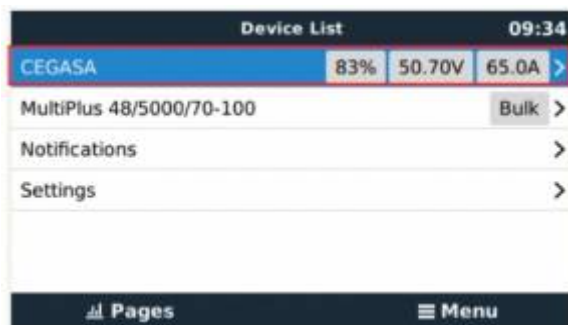 Device List 09:34
CEGASA 83% 50.70V 65.0A >
MultiPlus 48/5000/70-100 Bulk >
Notifications >
Settings >
Pages Menu